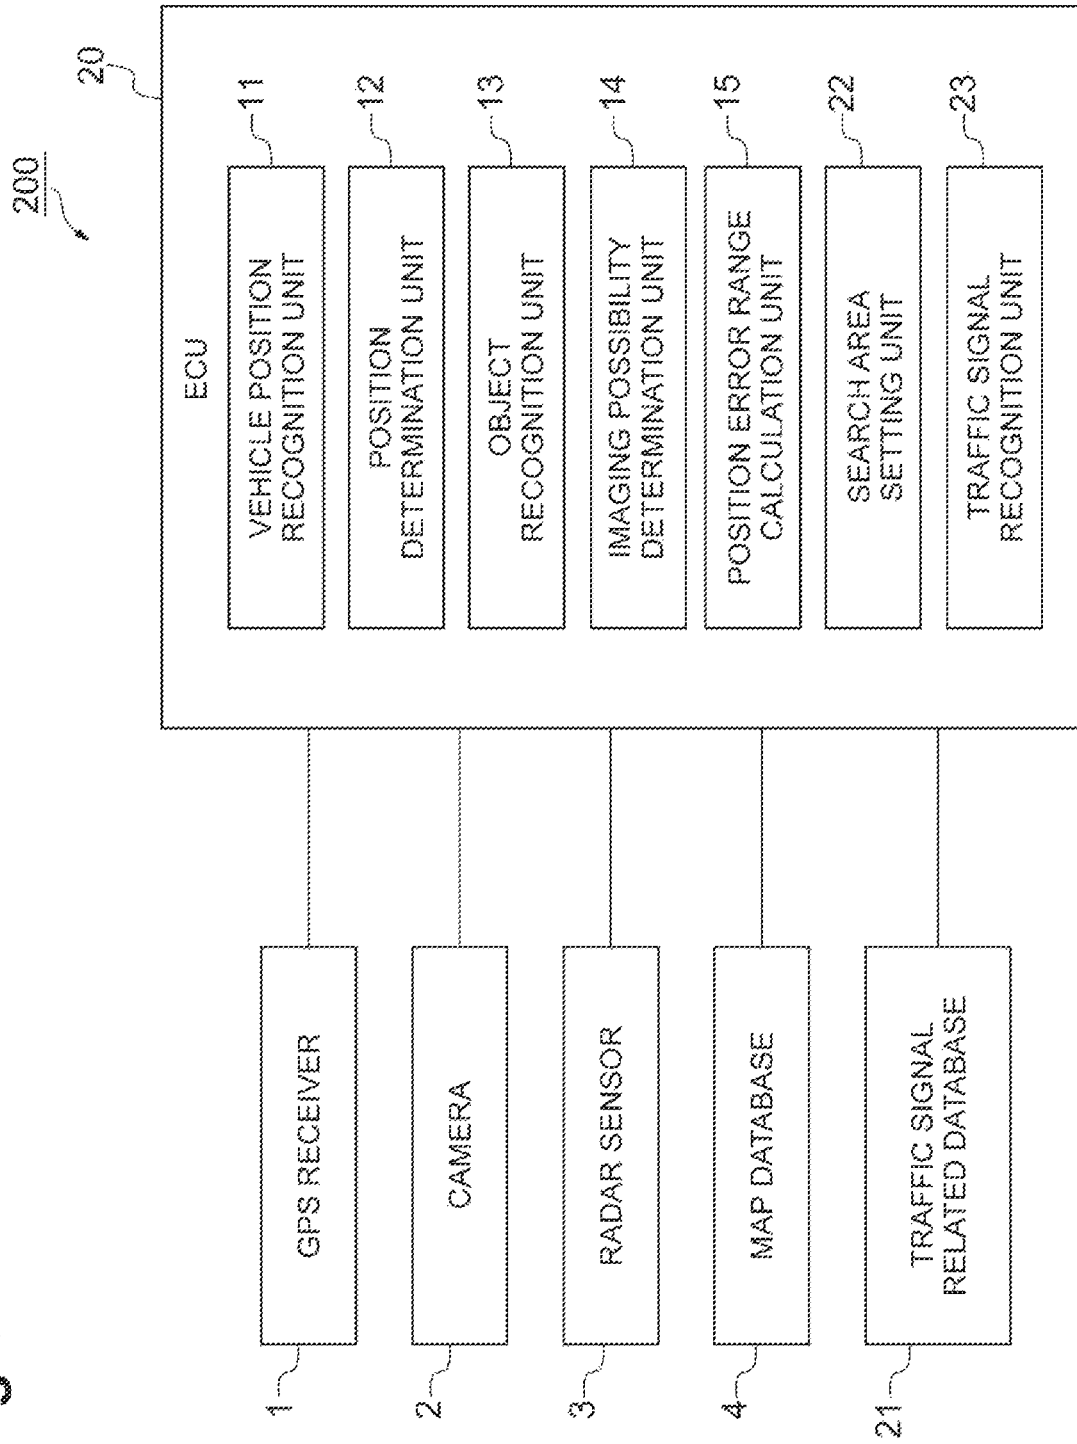 200
20
ECU
VEHICLE POSITION
RECOGNITION UNIT
11
POSITION
DETERMINATION UNIT
12
OBJECT
RECOGNITION UNIT
13
IMAGING POSSIBILITY
DETERMINATION UNIT
14
POSITION ERROR RANGE
CALCULATION UNIT
15
SEARCH AREA
SETTING UNIT
22
TRAFFIC SIGNAL
RECOGNITION UNIT
23
1
GPS RECEIVER
2
CAMERA
3
RADAR SENSOR
4
MAP DATABASE
21
TRAFFIC SIGNAL
RELATED DATABASE